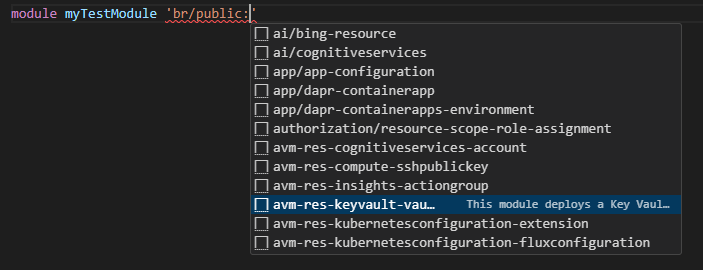 module myTestModule 'br/public:'
ai/bing-resource
ai/cognitiveservices
app/app-configuration
app/dapr-containerapp
app/dapr-containerapps-environment
authorization/resource-scope-role-assignment
avm-res-cognitiveservices-account
avm-res-compute-sshpublickey
avm-res-insights-actiongroup
avm-res-keyvault-vau… This module deploys a Key Vaul…
avm-res-kubernetesconfiguration-extension
avm-res-kubernetesconfiguration-fluxconfiguration